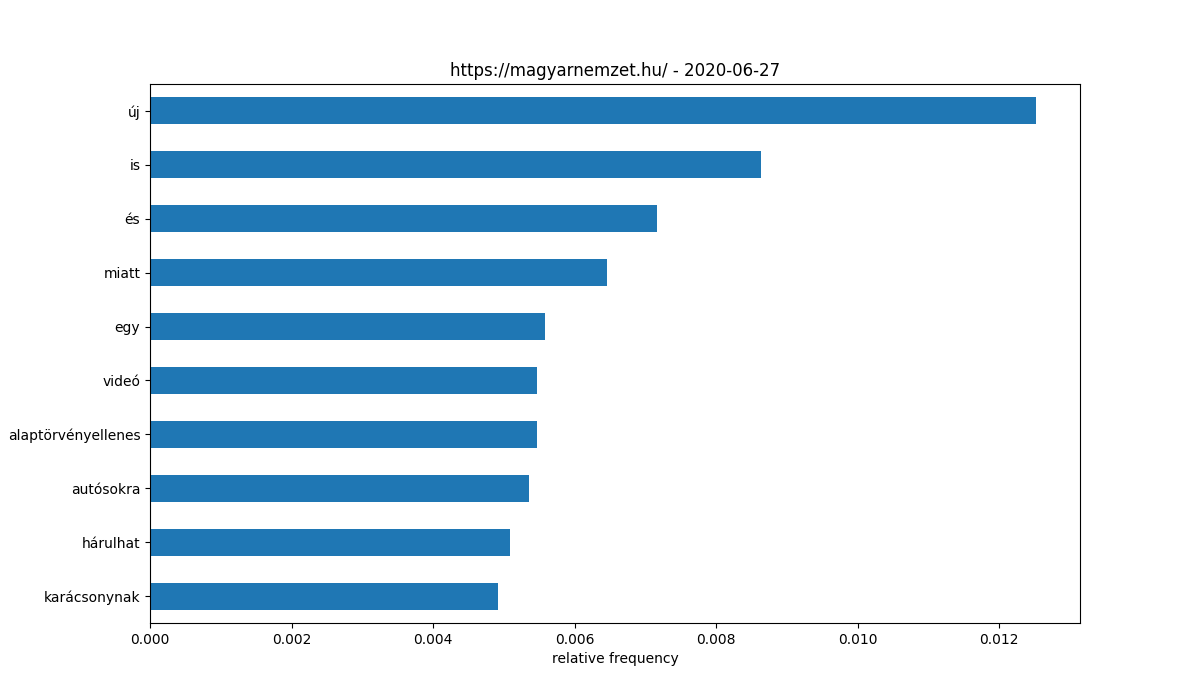 https://magyarnemzet.hu/ - 2020-06-27
új
is
és
miatt
egy
videó
alaptörvényellenes
autósokra
hárulhat
karácsonynak
0.000 0.002 0.004 0.006 0.008 0.010 0.012
relative frequency